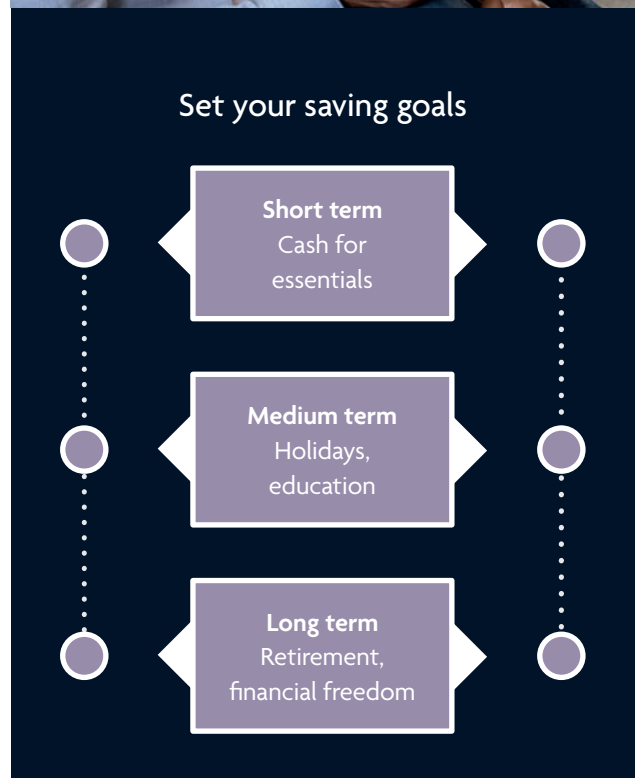 Set your saving goals
Short term
Cash for
essentials
Medium term
Holidays,
education
Long term
Retirement,
financial freedom